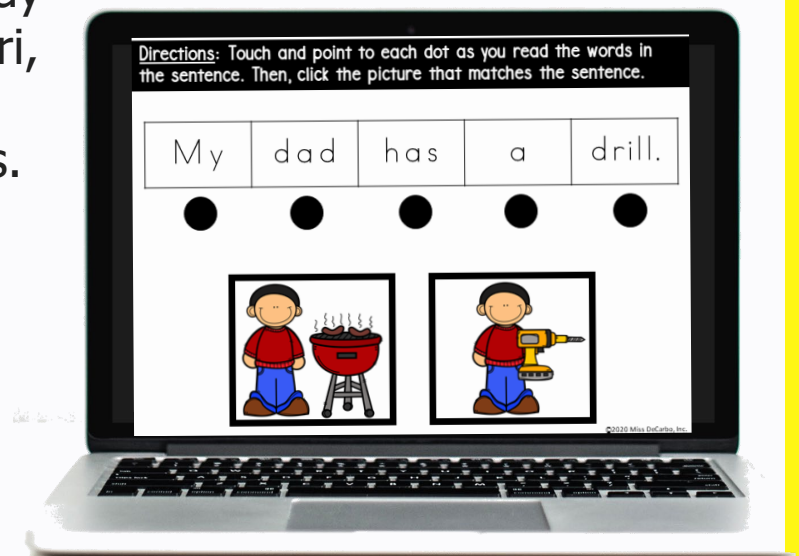 ri,
s.
Directions: Touch and point to each dot as you read the words in
the sentence. Then, click the picture that matches the sentence.
My dad has a drill.
©2020 Miss DeCarbo, Inc.